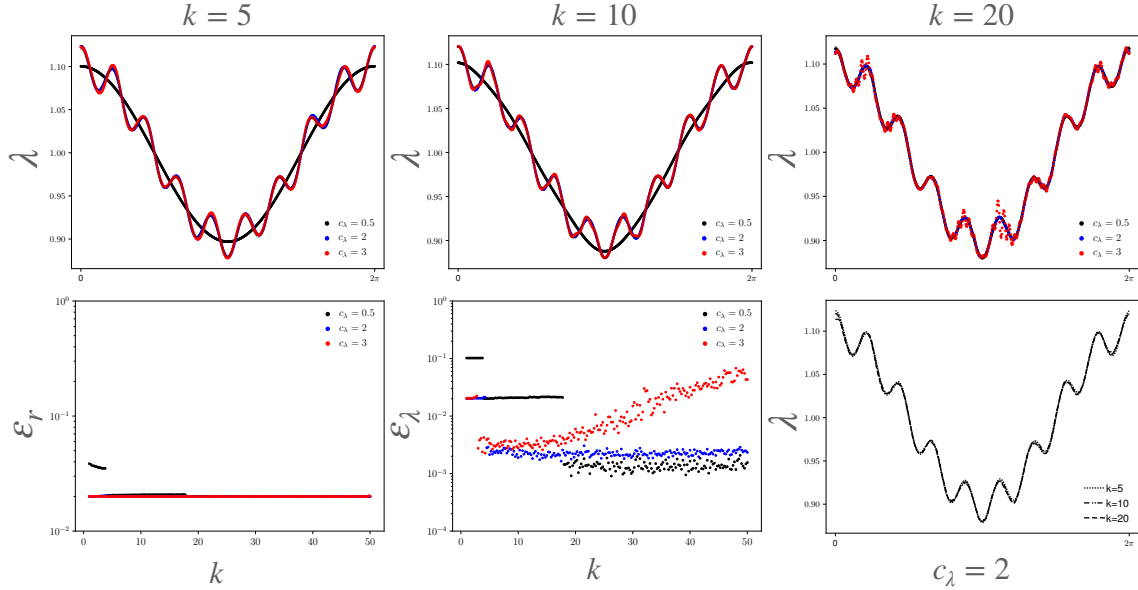 k = 5
λ
1.10
1.05
1.00
0.95
0.90
c_λ = 0.5
c_λ = 2
c_λ = 3
0
2π
k = 10
λ
1.10
1.05
1.00
0.95
0.90
c_λ = 0.5
c_λ = 2
c_λ = 3
0
2π
k = 20
λ
1.10
1.05
1.00
0.95
0.90
c_λ = 0.5
c_λ = 2
c_λ = 3
0
2π
ε_r
10^0
10^−1
10^−2
c_λ = 0.5
c_λ = 2
c_λ = 3
0 10 20 30 40 50
k
ε_λ
10^0
10^−1
10^−2
10^−3
10^−4
c_λ = 0.5
c_λ = 2
c_λ = 3
0 10 20 30 40 50
k
λ
1.10
1.05
1.00
0.95
0.90
k=5
k=10
k=20
0
2π
c_λ = 2